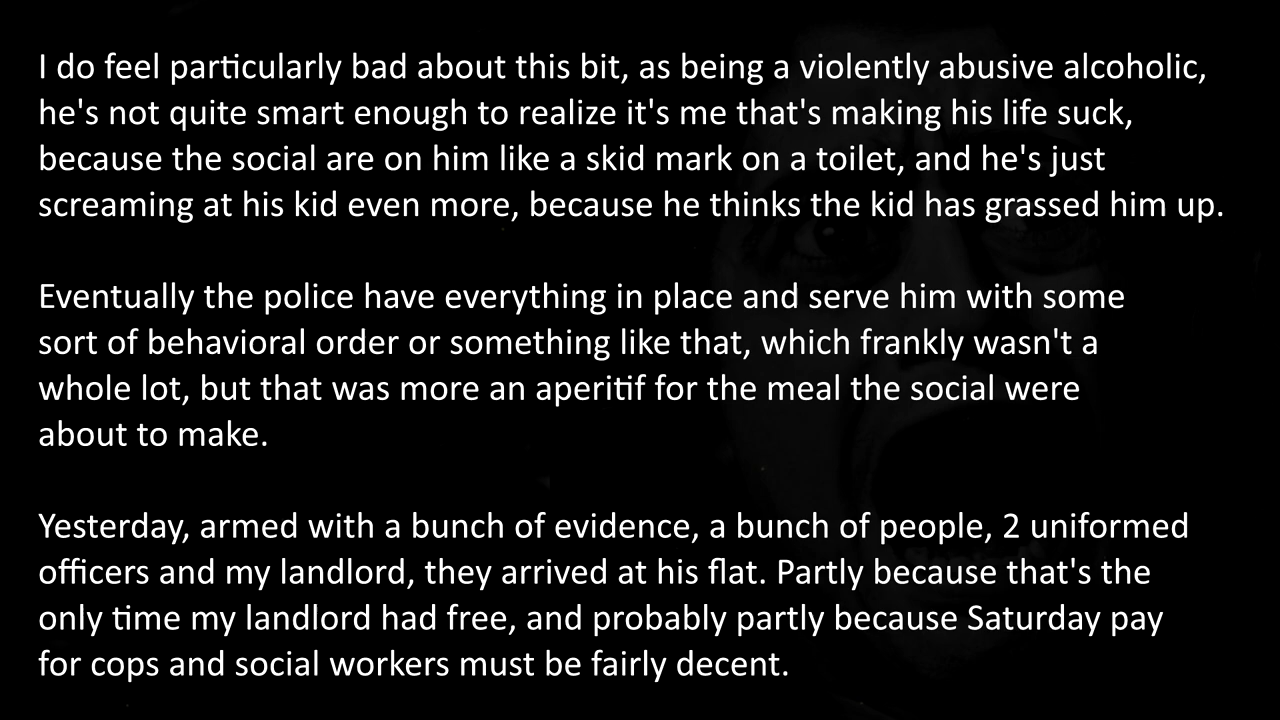 I do feel particularly bad about this bit, as being a violently abusive alcoholic,
he's not quite smart enough to realize it's me that's making his life suck,
because the social are on him like a skid mark on a toilet, and he's just
screaming at his kid even more, because he thinks the kid has grassed him up.
Eventually the police have everything in place and serve him with some
sort of behavioral order or something like that, which frankly wasn't a
whole lot, but that was more an aperitif for the meal the social were
about to make.
Yesterday, armed with a bunch of evidence, a bunch of people, 2 uniformed
officers and my landlord, they arrived at his flat. Partly because that's the
only time my landlord had free, and probably partly because Saturday pay
for cops and social workers must be fairly decent.